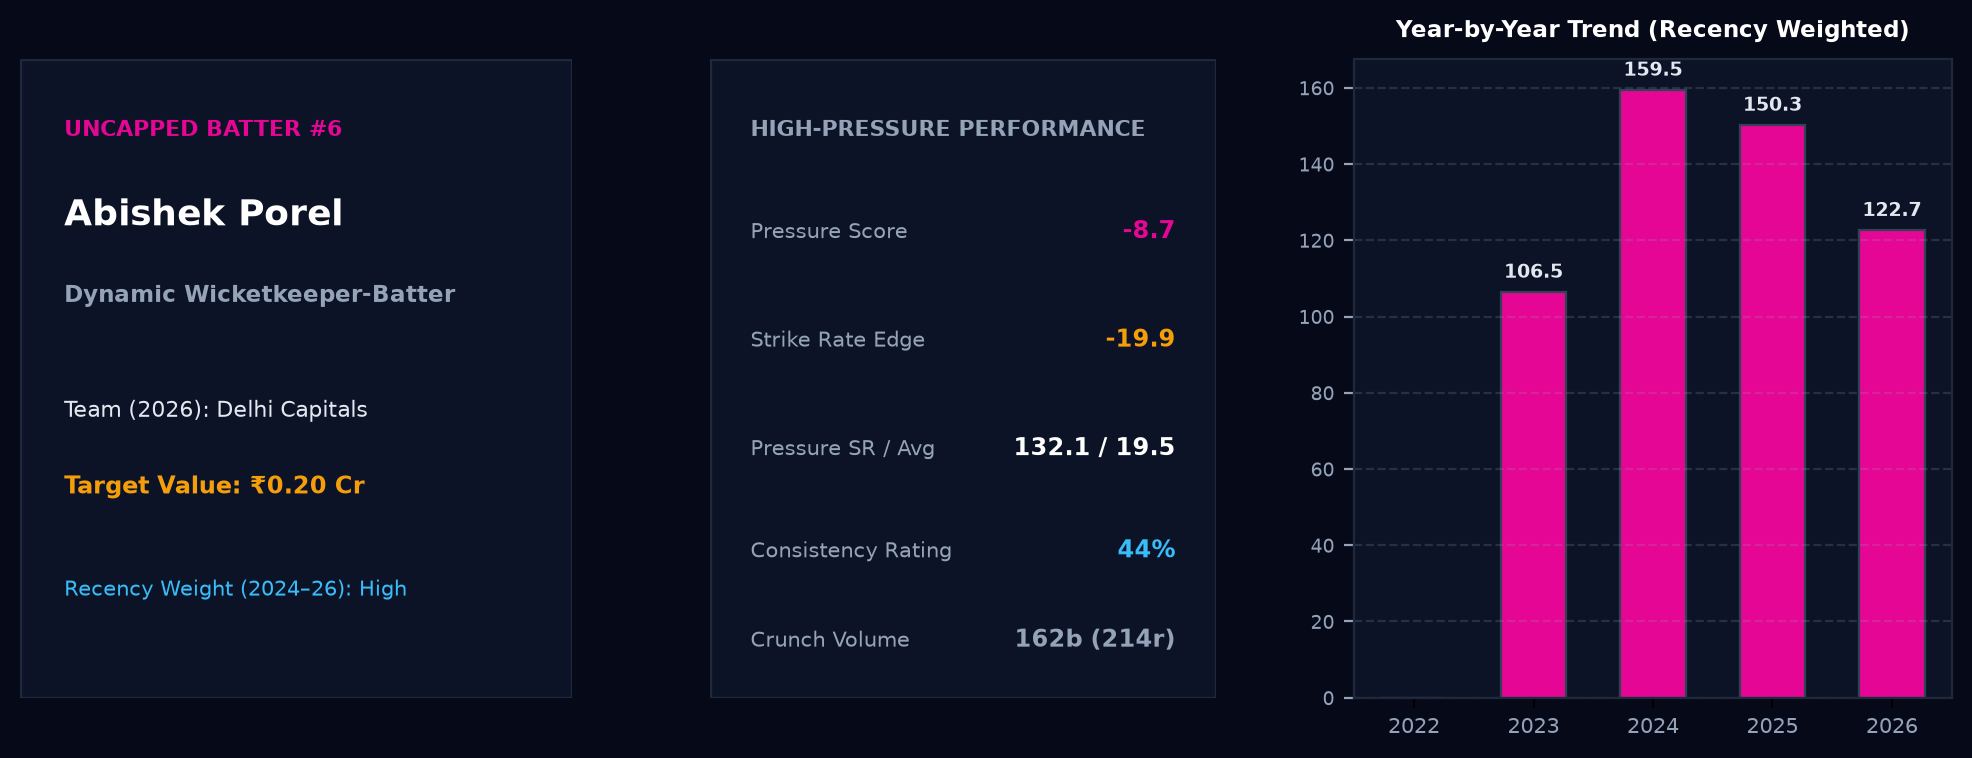 UNCAPPED BATTER #6
Abishek Porel
Dynamic Wicketkeeper-Batter
Team (2026): Delhi Capitals
Target Value: ₹0.20 Cr
Recency Weight (2024–26): High
HIGH-PRESSURE PERFORMANCE
Pressure Score -8.7
Strike Rate Edge -19.9
Pressure SR / Avg 132.1 / 19.5
Consistency Rating 44%
Crunch Volume 162b (214r)
Year-by-Year Trend (Recency Weighted)
160
140
120
100
80
60
40
20
0
106.5
159.5
150.3
122.7
2022 2023 2024 2025 2026